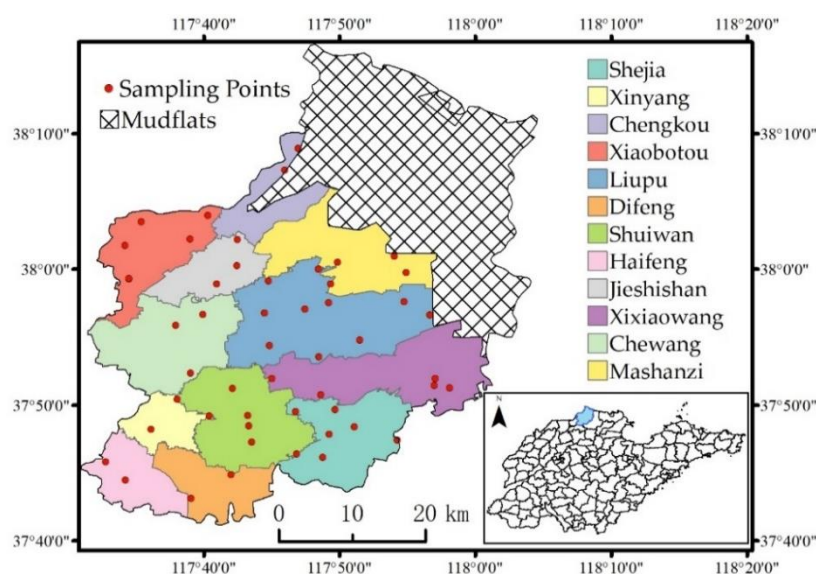 117°40'0"
117°50'0"
118°0'0"
118°10'0"
118°20'0"
Sampling Points
Mudflats
Shejia
Xinyang
Chengkou
Xiaobotou
Liupu
Difeng
Shuiwan
Haifeng
Jieshishan
Xixiaowang
Chewang
Mashanzi
38°10'0"
38°10'0"
38°0'0"
38°0'0"
37°50'0"
37°50'0"
37°40'0"
37°40'0"
N
0 10 20 km
117°40'0"
117°50'0"
118°0'0"
118°10'0"
118°20'0"